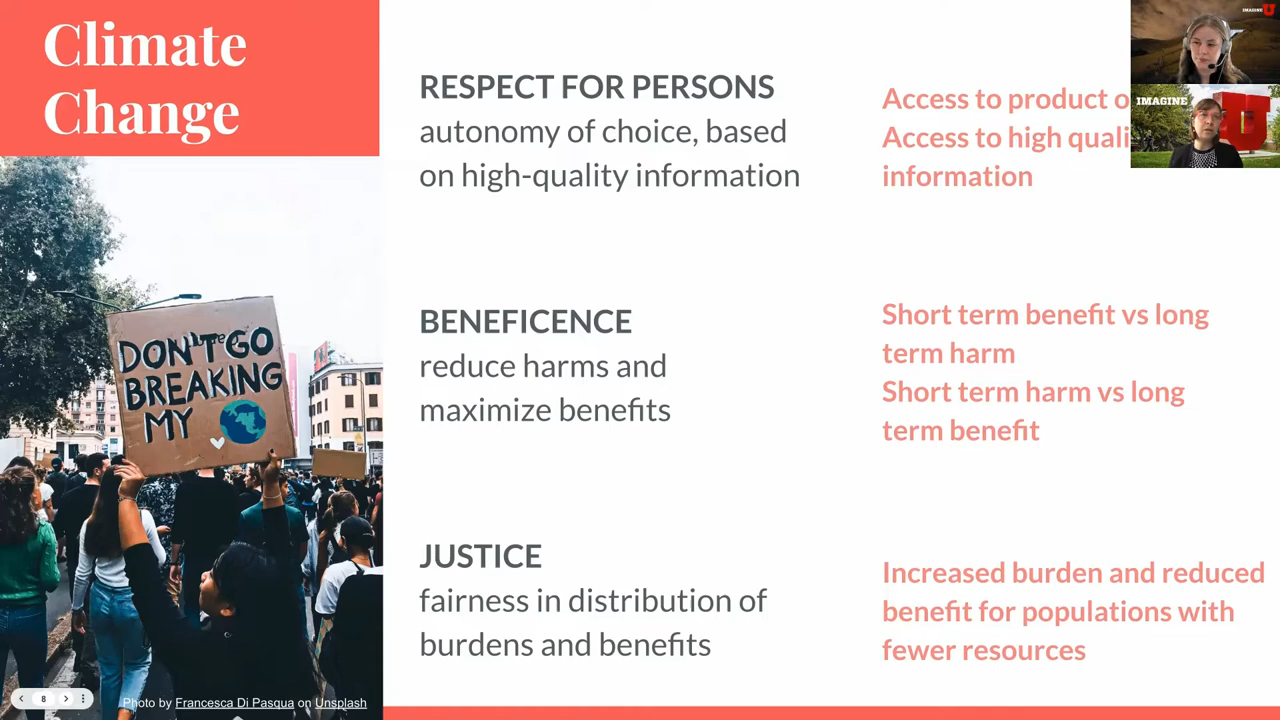 Climate
Change
RESPECT FOR PERSONS
autonomy of choice, based
on high-quality information
Access to product o
Access to high quali
information
BENEFICENCE
reduce harms and
maximize benefits
Short term benefit vs long
term harm
Short term harm vs long
term benefit
JUSTICE
fairness in distribution of
burdens and benefits
Increased burden and reduced
benefit for populations with
fewer resources
DON'T GO
BREAKING
MY
Photo by Francesca Di Pasqua on Unsplash
8
IMAGINE U
IMAGINE U